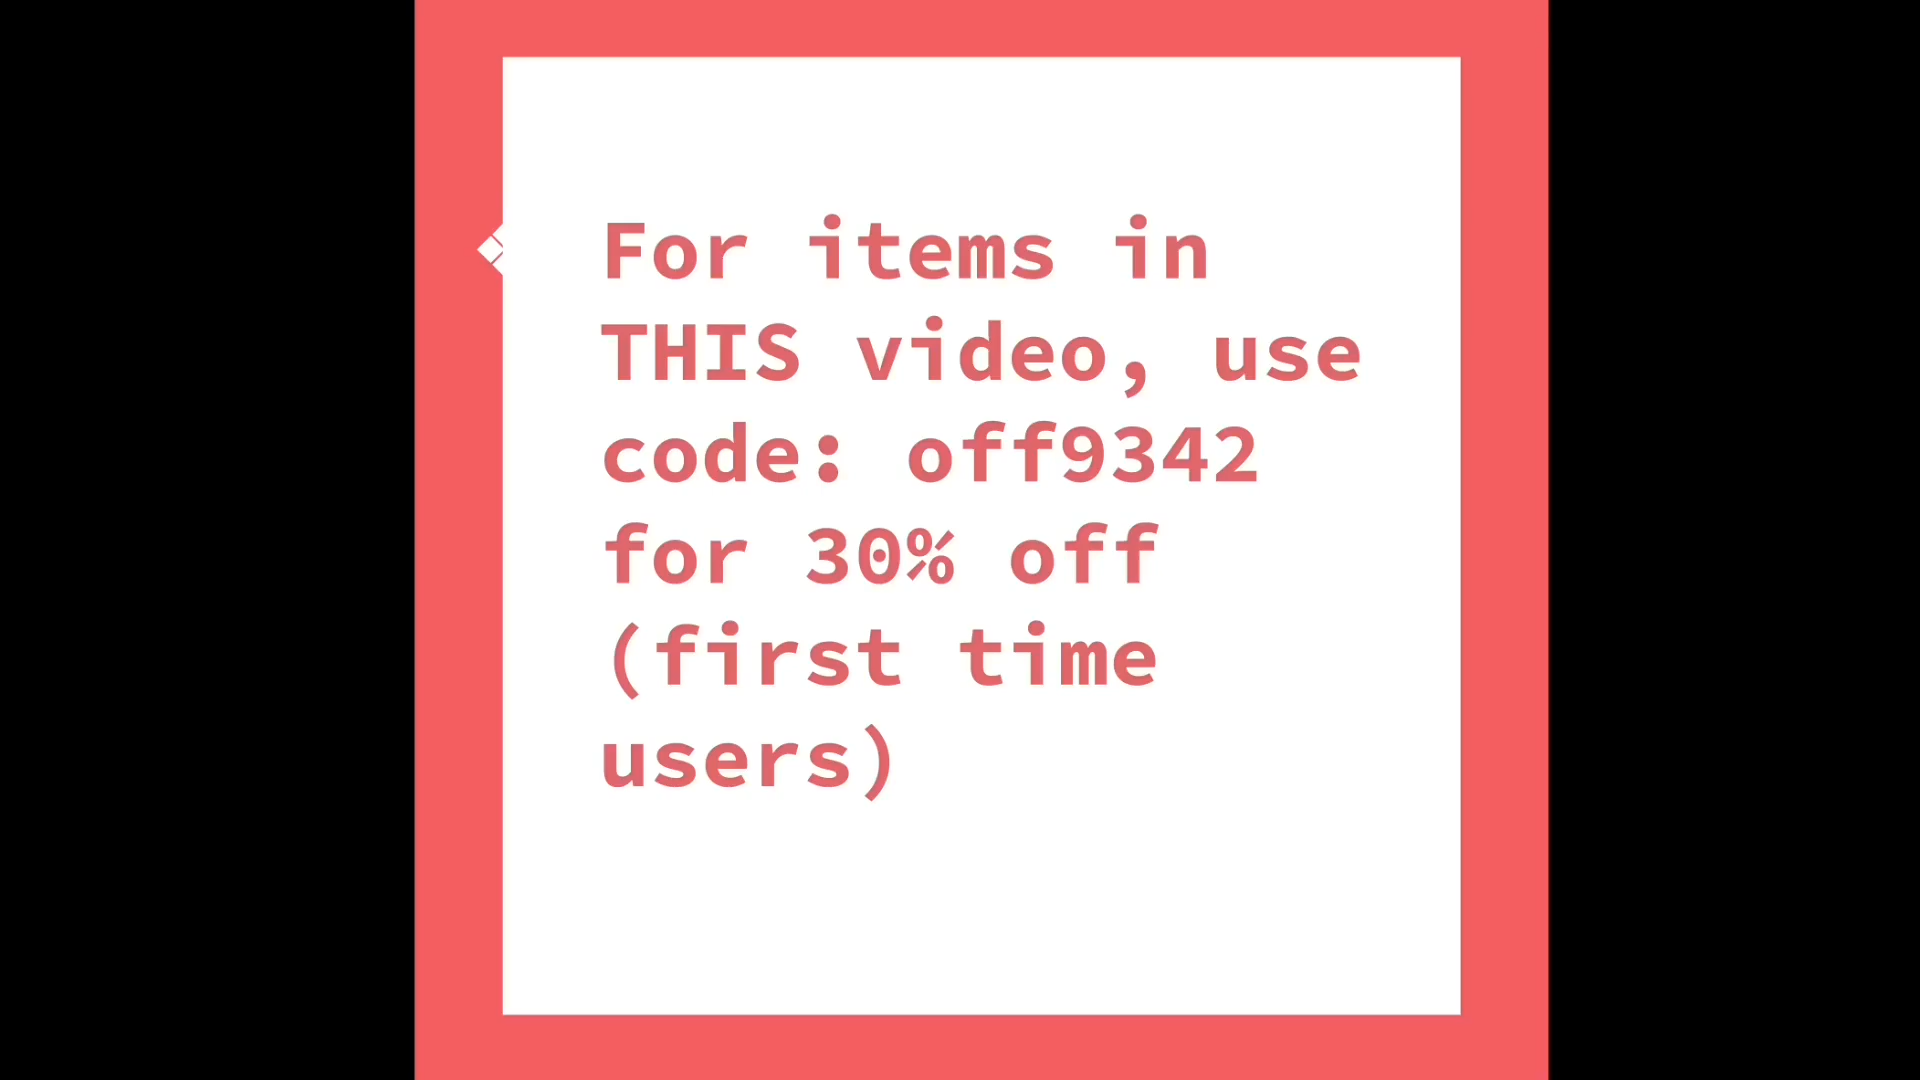 For items in
THIS video, use
code: off9342
for 30% off
(first time
users)